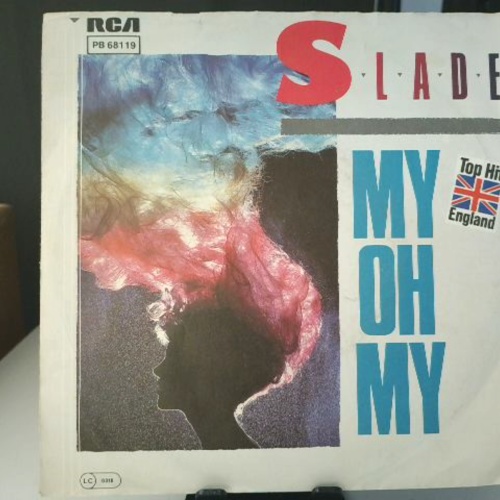 RCA
PB 68119
SLADE
MY
OH
MY
Top Hit
England
LC